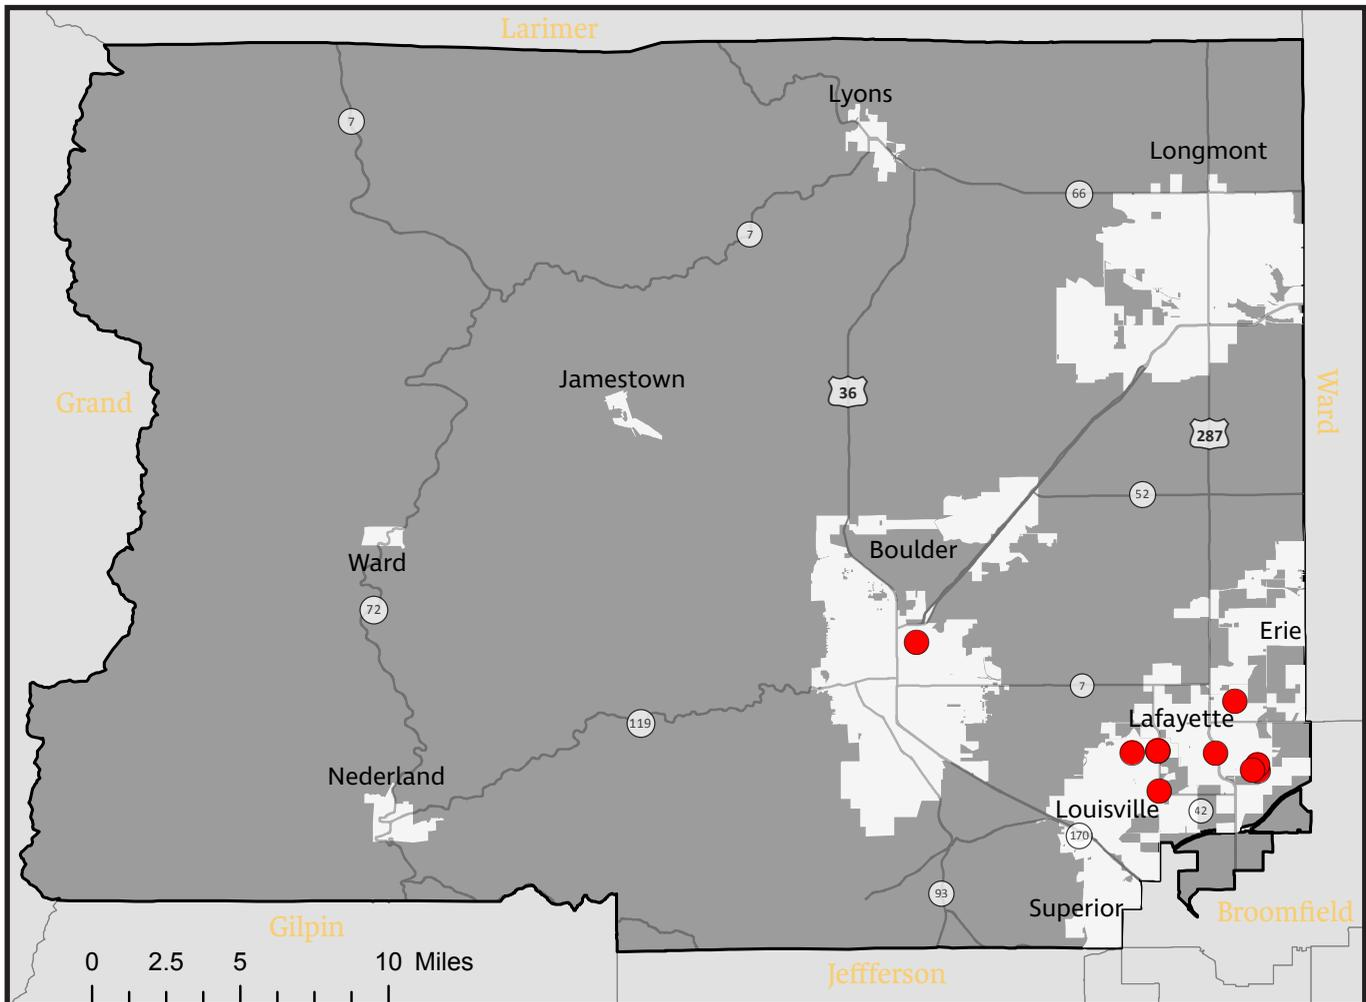 Larimer
Lyons
7
Longmont
66
7
Jamestown
Grand
36
Ward
287
52
Ward
Boulder
72
Erie
7
119
Lafayette
Nederland
Louisville
42
170
93
Superior
Gilpin
Broomfield
Jeffferson
0 2.5 5 10 Miles